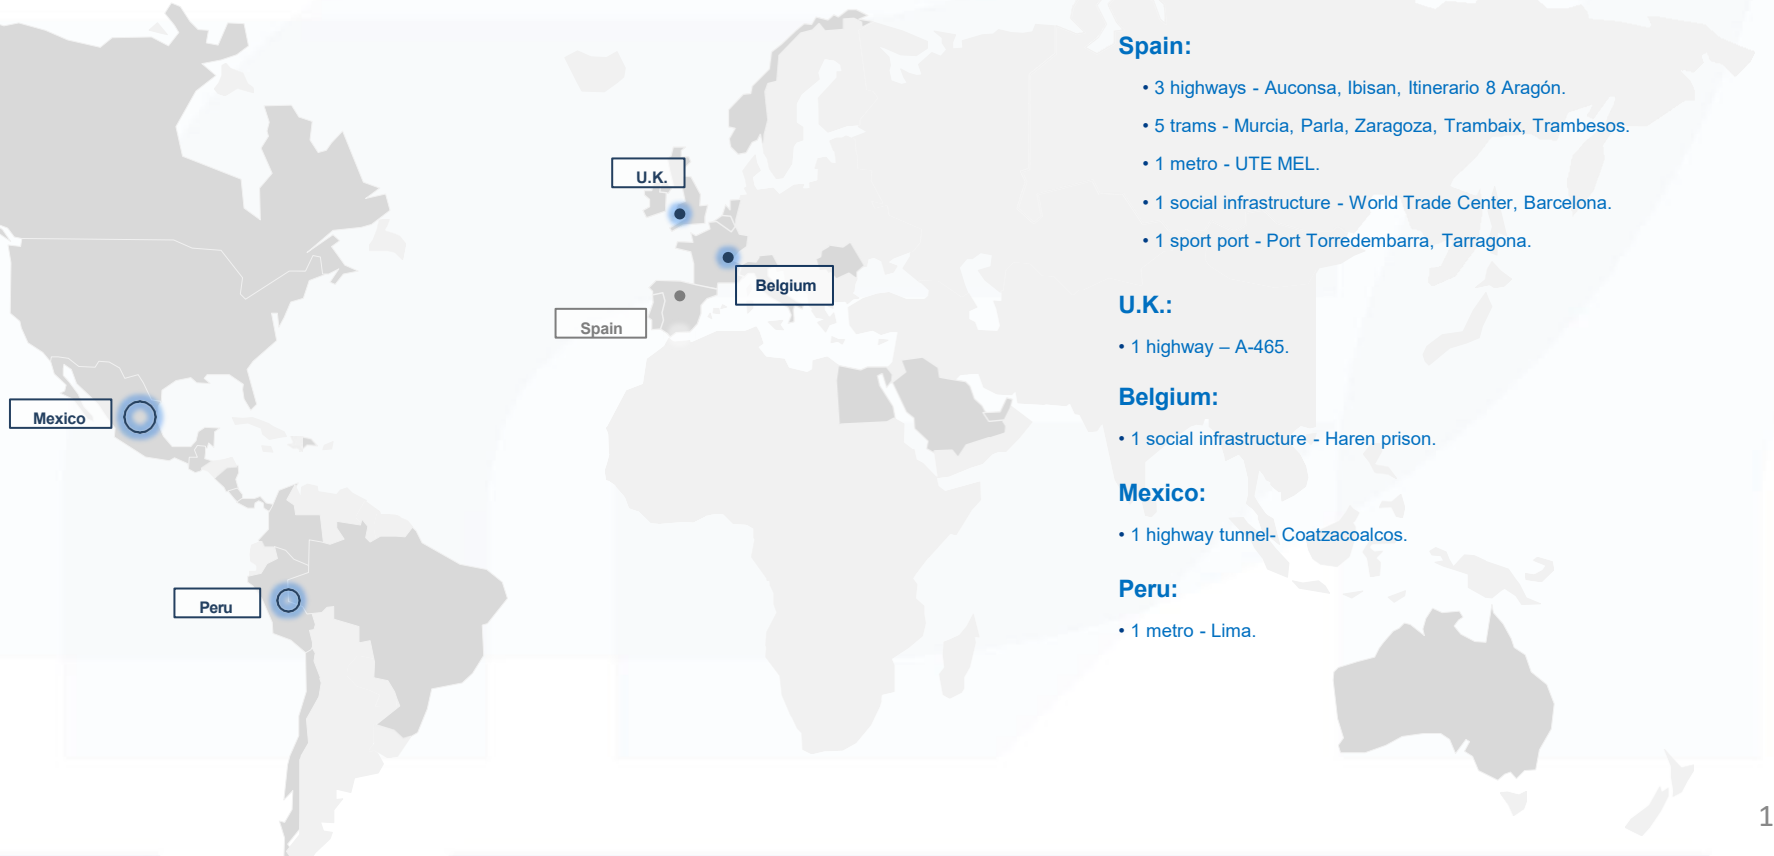 Spain:
• 3 highways - Auconsa, Ibisan, Itinerario 8 Aragón.
• 5 trams - Murcia, Parla, Zaragoza, Trambaix, Trambesos.
• 1 metro - UTE MEL.
• 1 social infrastructure - World Trade Center, Barcelona.
• 1 sport port - Port Torredembarra, Tarragona.
U.K.:
• 1 highway – A-465.
Belgium:
• 1 social infrastructure - Haren prison.
Mexico:
• 1 highway tunnel- Coatzacoalcos.
Peru:
• 1 metro - Lima.
U.K.
Belgium
Spain
Mexico
Peru
1